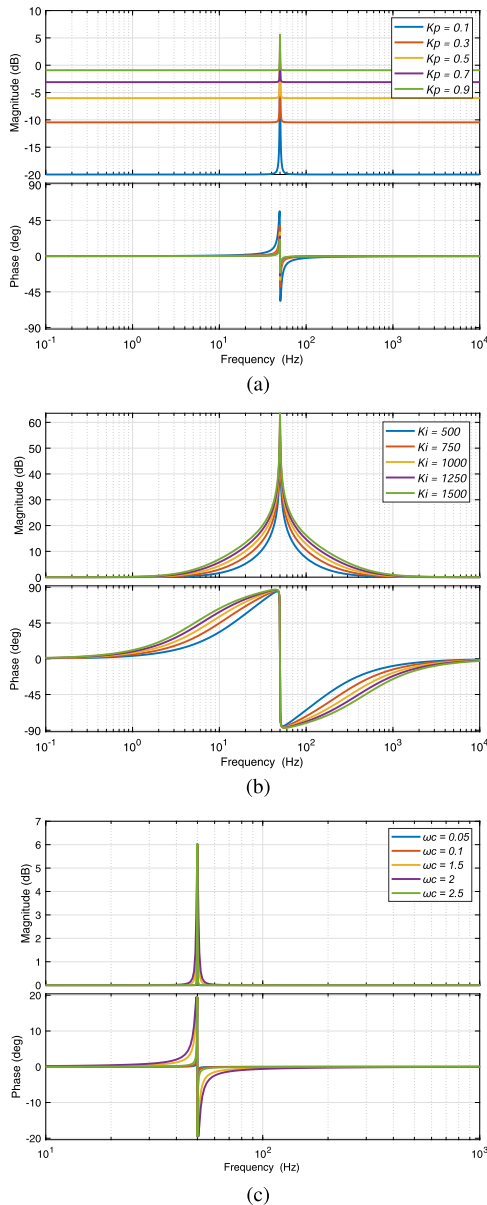 10
5
0
-5
-10
-15
-20
Magnitude (dB)
Kp = 0.1
Kp = 0.3
Kp = 0.5
Kp = 0.7
Kp = 0.9
90
45
0
-45
-90
Phase (deg)
10^-1 10^0 10^1 10^2 10^3 10^4
Frequency (Hz)
(a)
60
50
40
30
20
10
0
Magnitude (dB)
Ki = 500
Ki = 750
Ki = 1000
Ki = 1250
Ki = 1500
90
45
0
-45
-90
Phase (deg)
10^-1 10^0 10^1 10^2 10^3 10^4
Frequency (Hz)
(b)
7
6
5
4
3
2
1
0
Magnitude (dB)
ωc = 0.05
ωc = 0.1
ωc = 1.5
ωc = 2
ωc = 2.5
20
10
0
-10
-20
Phase (deg)
10^1 10^2 10^3
Frequency (Hz)
(c)